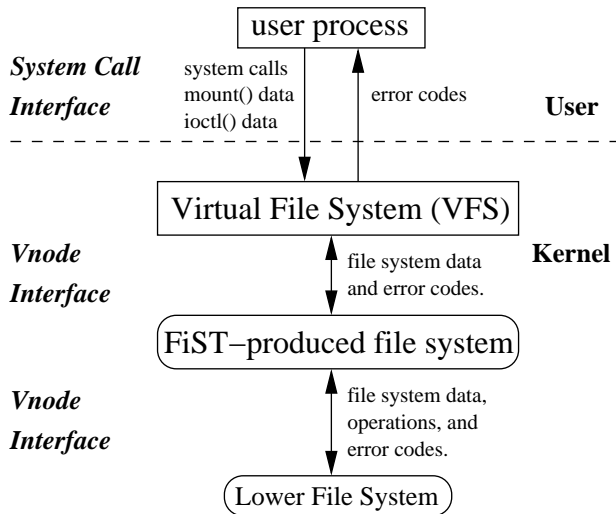 user process
System Call
Interface
system calls
mount() data
ioctl() data
error codes
User
Virtual File System (VFS)
Vnode
Interface
file system data
and error codes.
Kernel
FiST−produced file system
Vnode
Interface
file system data,
operations, and
error codes.
Lower File System